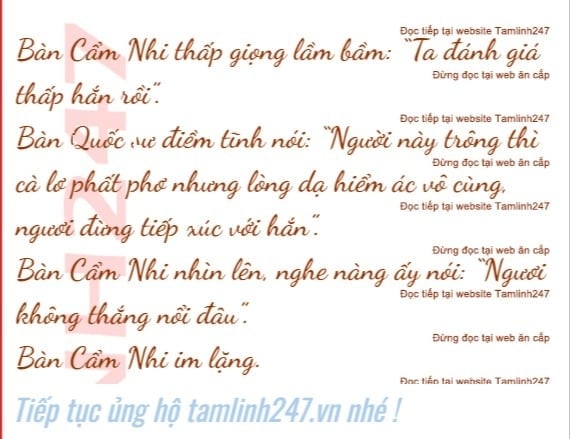 Đọc tiếp tại website Tamlinh247
Bàn Cẩm Nhi thấp giọng lầm bầm: "Ta đánh giá
Đừng đọc tại web ăn cắp
thấp hắn rồi".
Đọc tiếp tại website Tamlinh247
Bàn Quốc sư điềm tĩnh nói: "Người này trông thì
Đừng đọc tại web ăn cắp
cà lơ phất phơ nhưng lòng dạ hiểm ác vô cùng,
Đọc tiếp tại website Tamlinh247
ngươi đừng tiếp xúc với hắn".
Đừng đọc tại web ăn cắp
Bàn Cẩm Nhi nhìn lên, nghe nàng ấy nói: "Ngươi
Đọc tiếp tại website Tamlinh247
không thắng nổi đâu".
Đừng đọc tại web ăn cắp
Bàn Cẩm Nhi im lặng.
Đọc tiếp tại website Tamlinh247
Tiếp tục ủng hộ tamlinh247.vn nhé !
NH247